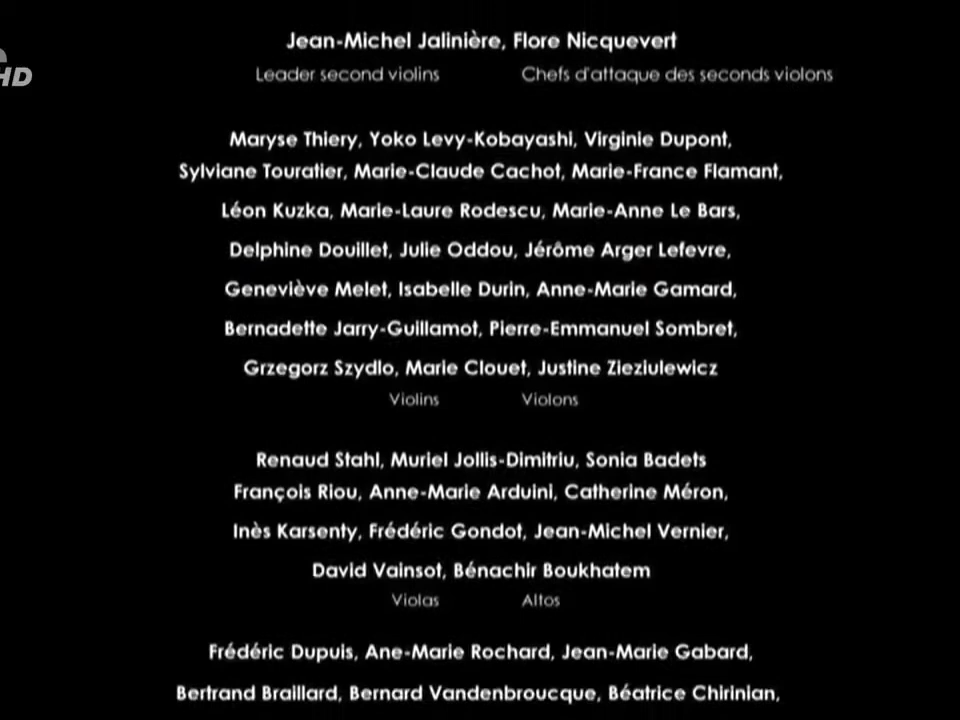 HD
Jean-Michel Jalinière, Flore Nicquevert
Leader second violins Chefs d'attaque des seconds violons
Maryse Thiery, Yoko Levy-Kobayashi, Virginie Dupont,
Sylviane Touratier, Marie-Claude Cachot, Marie-France Flamant,
Léon Kuzka, Marie-Laure Rodescu, Marie-Anne Le Bars,
Delphine Douillet, Julie Oddou, Jérôme Arger Lefevre,
Geneviève Melet, Isabelle Durin, Anne-Marie Gamard,
Bernadette Jarry-Guillamot, Pierre-Emmanuel Sombret,
Grzegorz Szydlo, Marie Clouet, Justine Zieziulewicz
Violins Violons
Renaud Stahl, Muriel Jollis-Dimitriu, Sonia Badets
François Riou, Anne-Marie Arduini, Catherine Méron,
Inès Karsenty, Frédéric Gondot, Jean-Michel Vernier,
David Vainsot, Bénachir Boukhatem
Violas Altos
Frédéric Dupuis, Ane-Marie Rochard, Jean-Marie Gabard,
Bertrand Braillard, Bernard Vandenbroucque, Béatrice Chirinian,